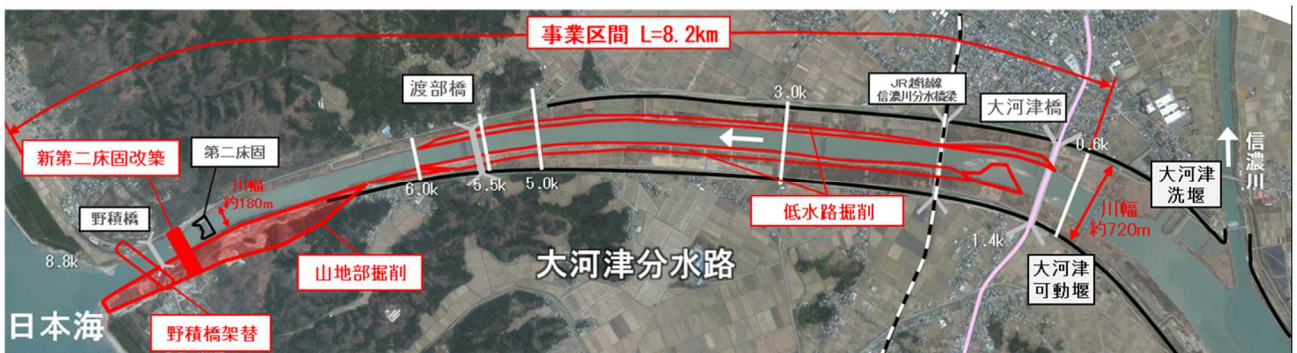 事業区間 L=8.2km
渡部橋
3.0k
JR越後線
信濃川分水橋梁
大河津橋
0.6k
新第二床固改築
第二床固
川幅
約180m
6.0k
5.5k
5.0k
信濃川
大河津
洗堰
野積橋
低水路掘削
川幅
約720m
8.8k
山地部掘削
大河津分水路
1.4k
大河津
可動堰
日本海
野積橋架替